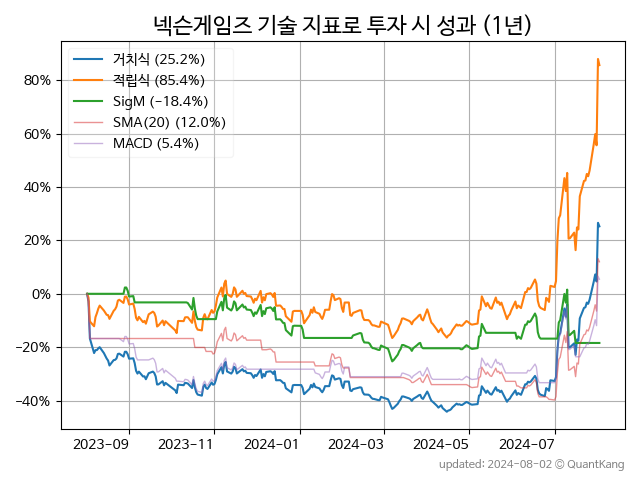 넥슨게임즈 기술 지표로 투자 시 성과 (1년)
거치식 (25.2%)
적립식 (85.4%)
SigM (-18.4%)
SMA(20) (12.0%)
MACD (5.4%)
80%
60%
40%
20%
0%
−20%
−40%
2023-09 2023-11 2024-01 2024-03 2024-05 2024-07
updated: 2024-08-02 © QuantKang